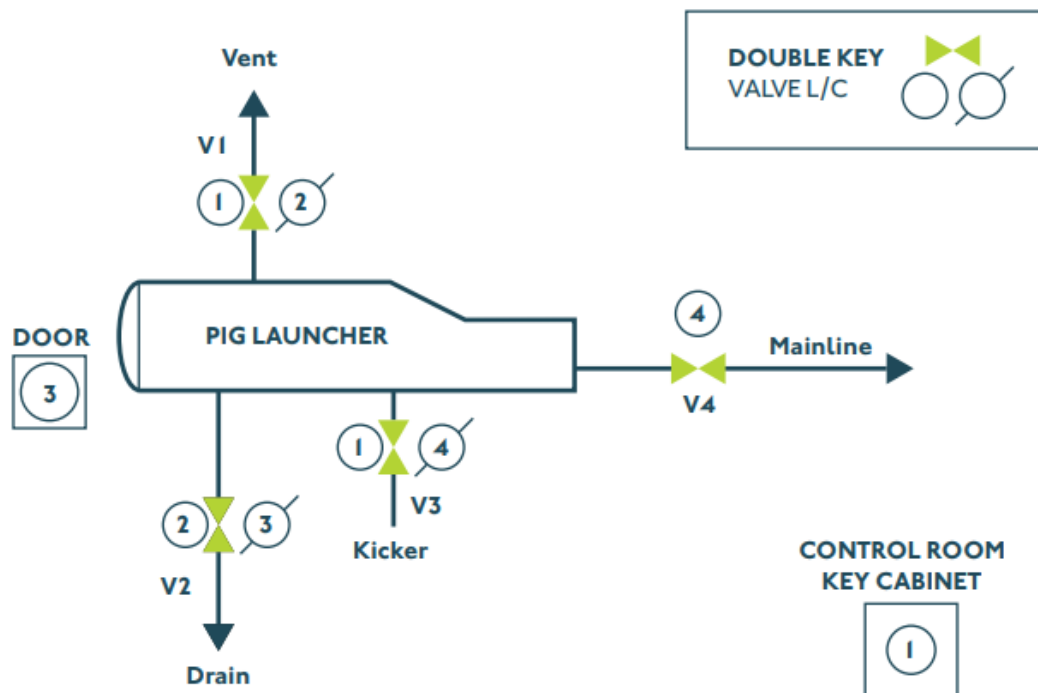 Vent
DOUBLE KEY
VALVE L/C
V1
1
2
PIG LAUNCHER
DOOR
3
4
Mainline
V4
1
4
V3
Kicker
2
3
V2
Drain
CONTROL ROOM
KEY CABINET
1